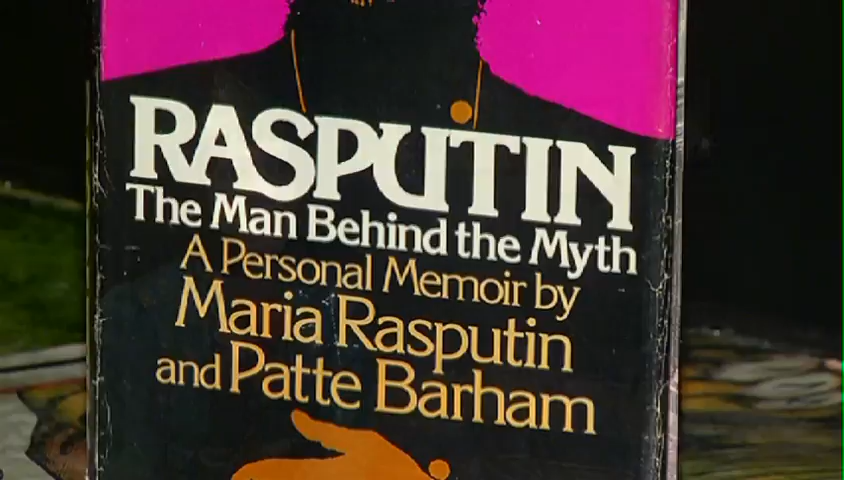 RASPUTIN
The Man Behind the Myth
A Personal Memoir by
Maria Rasputin
and Patte Barham